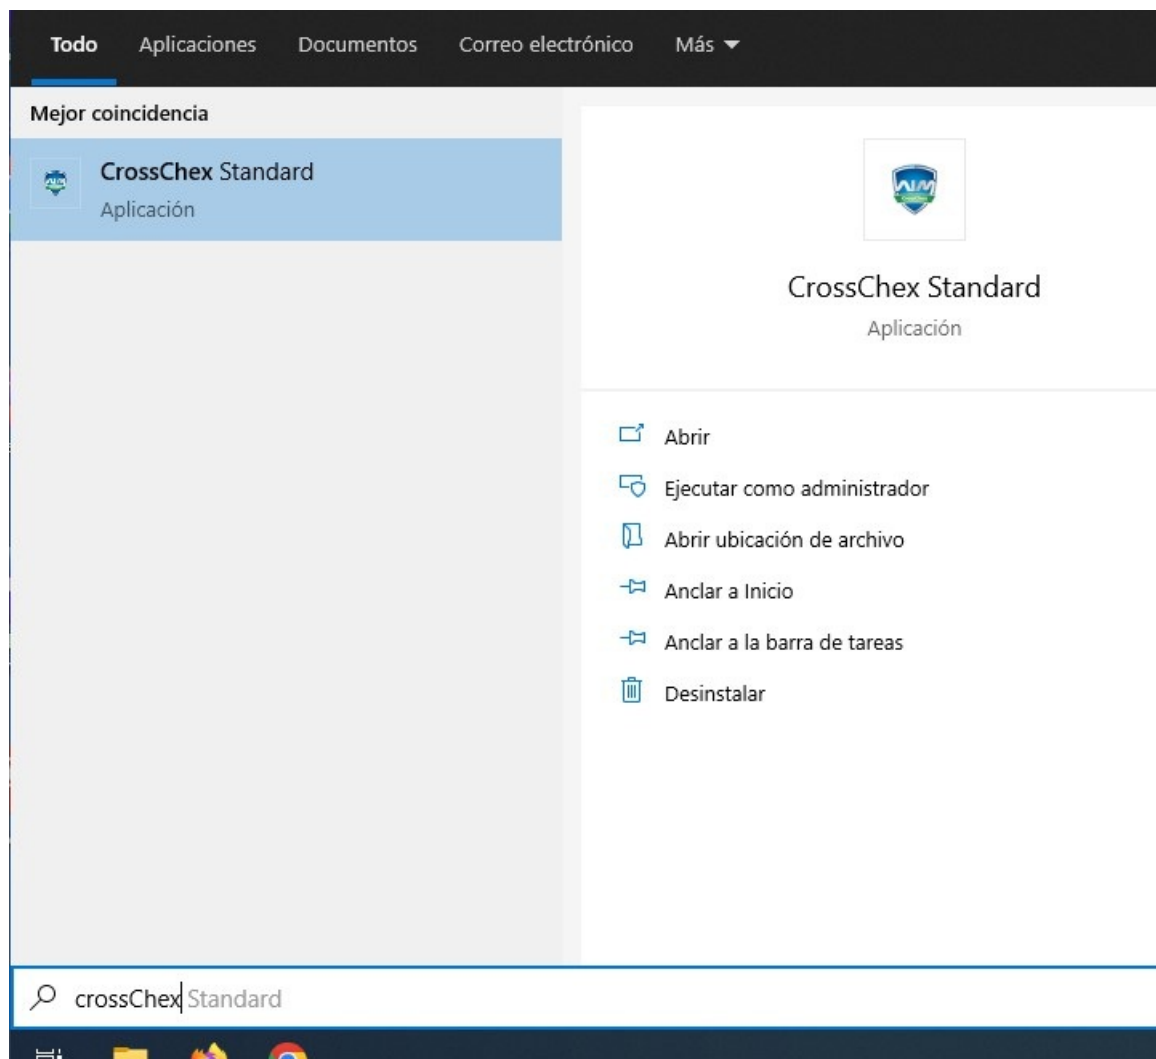 Todo Aplicaciones Documentos Correo electrónico Más
Mejor coincidencia
CrossChex Standard
Aplicación
CrossChex Standard
Aplicación
Abrir
Ejecutar como administrador
Abrir ubicación de archivo
Anclar a Inicio
Anclar a la barra de tareas
Desinstalar
crossChex Standard